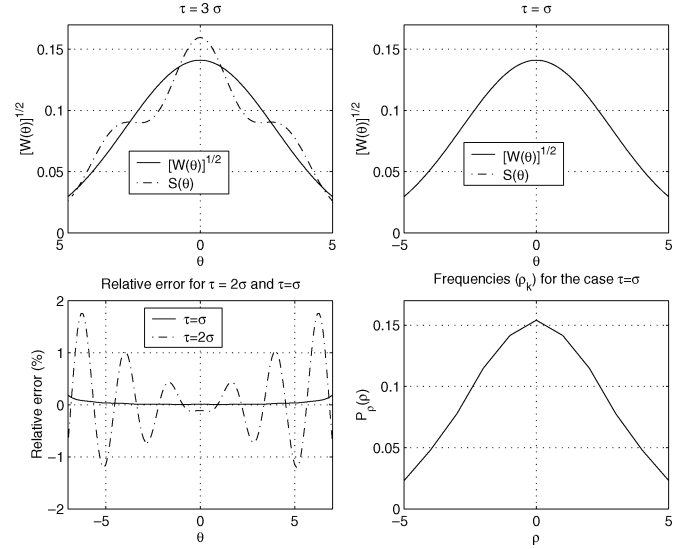 τ = 3 σ
[W(θ)]^1/2
0.15
0.1
0.05
0
[W(θ)]^1/2
S(θ)
5 0 5
θ
τ = σ
[W(θ)]^1/2
0.15
0.1
0.05
0
[W(θ)]^1/2
S(θ)
−5 0 5
θ
Relative error for τ = 2σ and τ=σ
Relative error (%)
2
1
0
−1
−2
τ=σ
τ=2σ
−5 0 5
θ
Frequencies (ρ_k) for the case τ=σ
P_ρ(ρ)
0.15
0.1
0.05
0
−5 0 5
ρ